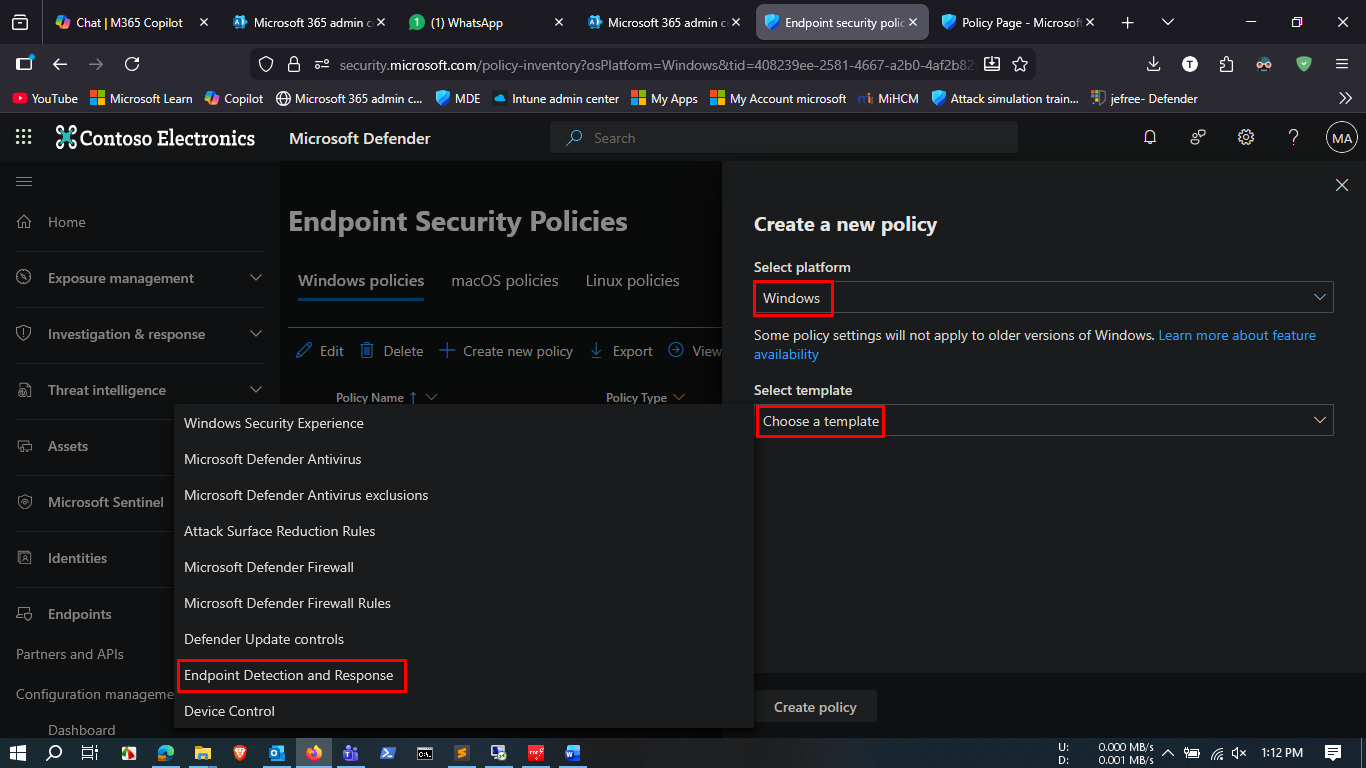 Chat | M365 Copilot
Microsoft 365 admin c
(1) WhatsApp
Microsoft 365 admin c
Endpoint security polic
Policy Page - Microsoft
security.microsoft.com/policy-inventory?osPlatform=Windows&tid=408239ee-2581-4667-a2b0-4af2b82
YouTube
Microsoft Learn
Copilot
Microsoft 365 admin c...
MDE
Intune admin center
My Apps
My Account microsoft
MiHCM
Attack simulation train...
jefree- Defender
Contoso Electronics
Microsoft Defender
Search
MA
Home
Exposure management
Investigation & response
Threat intelligence
Assets
Microsoft Sentinel
Identities
Endpoints
Partners and APIs
Configuration manageme
Dashboard
Endpoint Security Policies
Windows policies
macOS policies
Linux policies
Edit
Delete
Create new policy
Export
View
Policy Name
Policy Type
Windows Security Experience
Microsoft Defender Antivirus
Microsoft Defender Antivirus exclusions
Attack Surface Reduction Rules
Microsoft Defender Firewall
Microsoft Defender Firewall Rules
Defender Update controls
Endpoint Detection and Response
Device Control
Create a new policy
Select platform
Windows
Some policy settings will not apply to older versions of Windows. Learn more about feature
availability
Select template
Choose a template
Create policy
U: 0.000 MB/s
D: 0.001 MB/s
1:12 PM